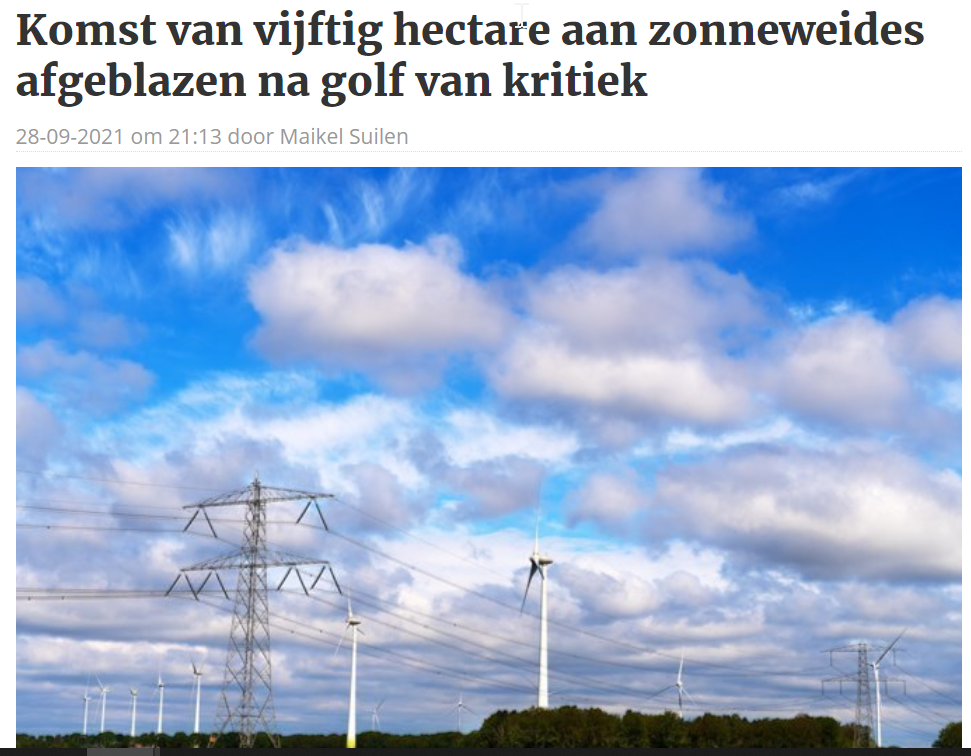 Komst van vijftig hectare aan zonneweides
afgeblazen na golf van kritiek
28-09-2021 om 21:13 door Maikel Suilen